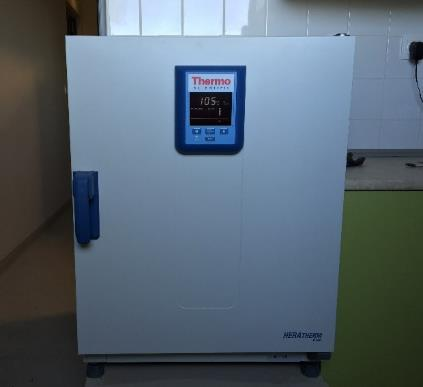 Thermo
SCIENTIFIC
105
HERATHERM